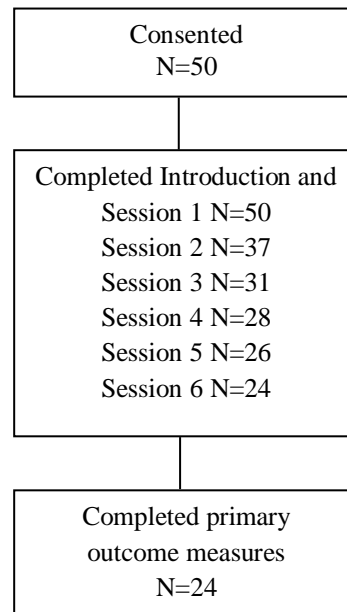 Consented
N=50
Completed Introduction and
Session 1 N=50
Session 2 N=37
Session 3 N=31
Session 4 N=28
Session 5 N=26
Session 6 N=24
Completed primary
outcome measures
N=24